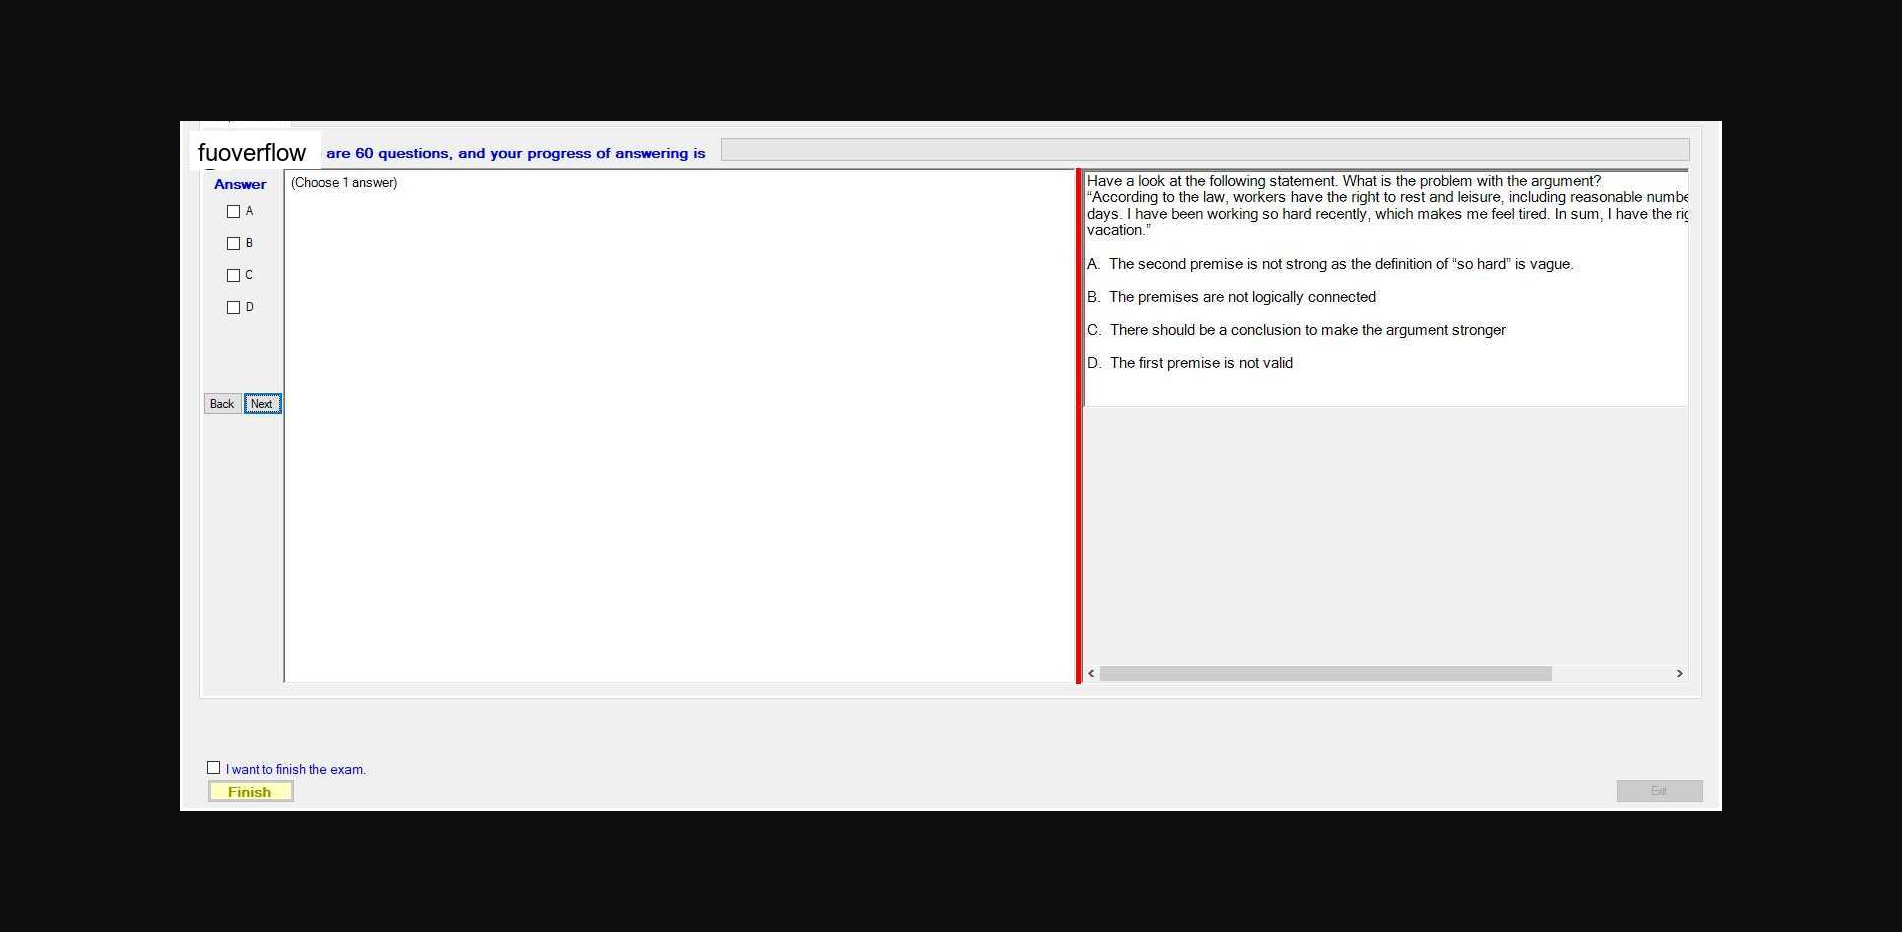 fuoverflow are 60 questions, and your progress of answering is
Answer
(Choose 1 answer)
A
B
C
D
Back Next
Have a look at the following statement. What is the problem with the argument?
“According to the law, workers have the right to rest and leisure, including reasonable
days. I have been working so hard recently, which makes me feel tired. In sum, I have the
vacation.”
A. The second premise is not strong as the definition of “so hard” is vague.
B. The premises are not logically connected
C. There should be a conclusion to make the argument stronger
D. The first premise is not valid
I want to finish the exam.
Finish
Exit